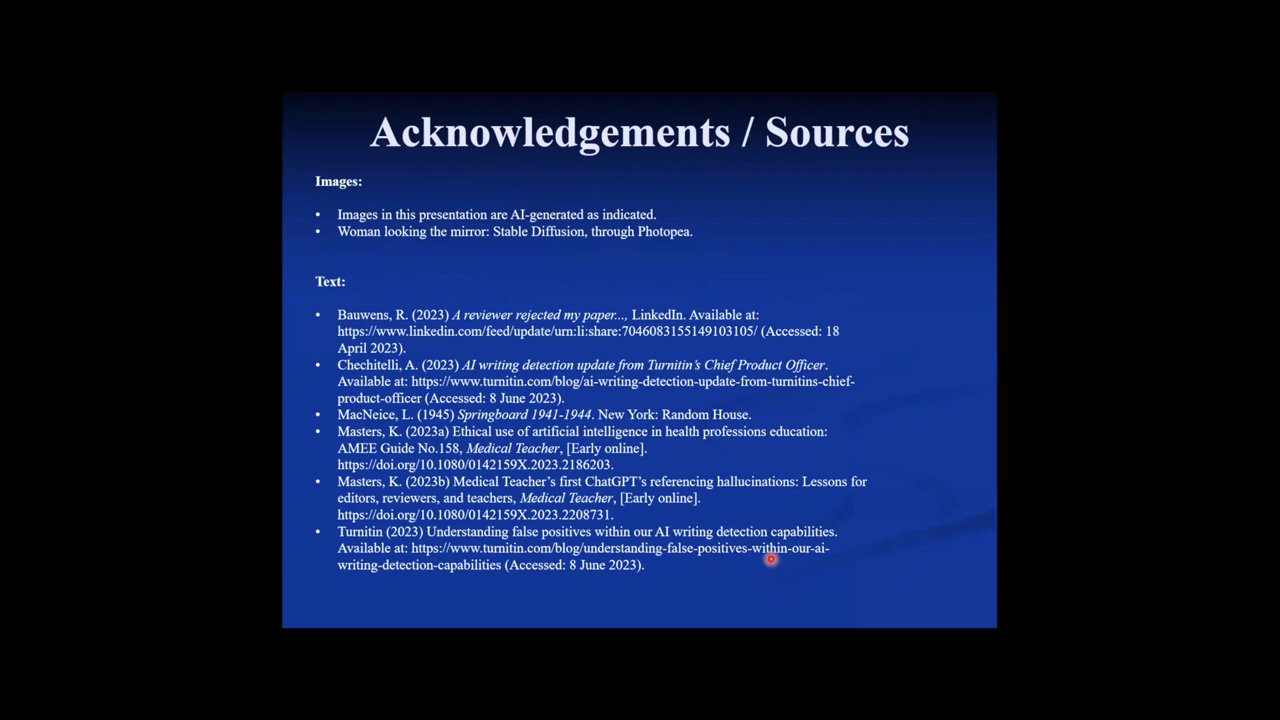 Acknowledgements / Sources
Images:
• Images in this presentation are AI-generated as indicated.
• Woman looking the mirror: Stable Diffusion, through Photopea.
Text:
• Bauwens, R. (2023) A reviewer rejected my paper..., LinkedIn. Available at:
https://www.linkedin.com/feed/update/urn:li:share:7046083155149103105/ (Accessed: 18
April 2023).
• Chechitelli, A. (2023) AI writing detection update from Turnitin's Chief Product Officer.
Available at: https://www.turnitin.com/blog/ai-writing-detection-update-from-turnitins-chief-
product-officer (Accessed: 8 June 2023).
• MacNeice, L. (1945) Springboard 1941-1944. New York: Random House.
• Masters, K. (2023a) Ethical use of artificial intelligence in health professions education:
AMEE Guide No.158, Medical Teacher, [Early online].
https://doi.org/10.1080/0142159X.2023.2186203.
• Masters, K. (2023b) Medical Teacher's first ChatGPT's referencing hallucinations: Lessons for
editors, reviewers, and teachers, Medical Teacher, [Early online].
https://doi.org/10.1080/0142159X.2023.2208731.
• Turnitin (2023) Understanding false positives within our AI writing detection capabilities.
Available at: https://www.turnitin.com/blog/understanding-false-positives-within-our-ai-
writing-detection-capabilities (Accessed: 8 June 2023).